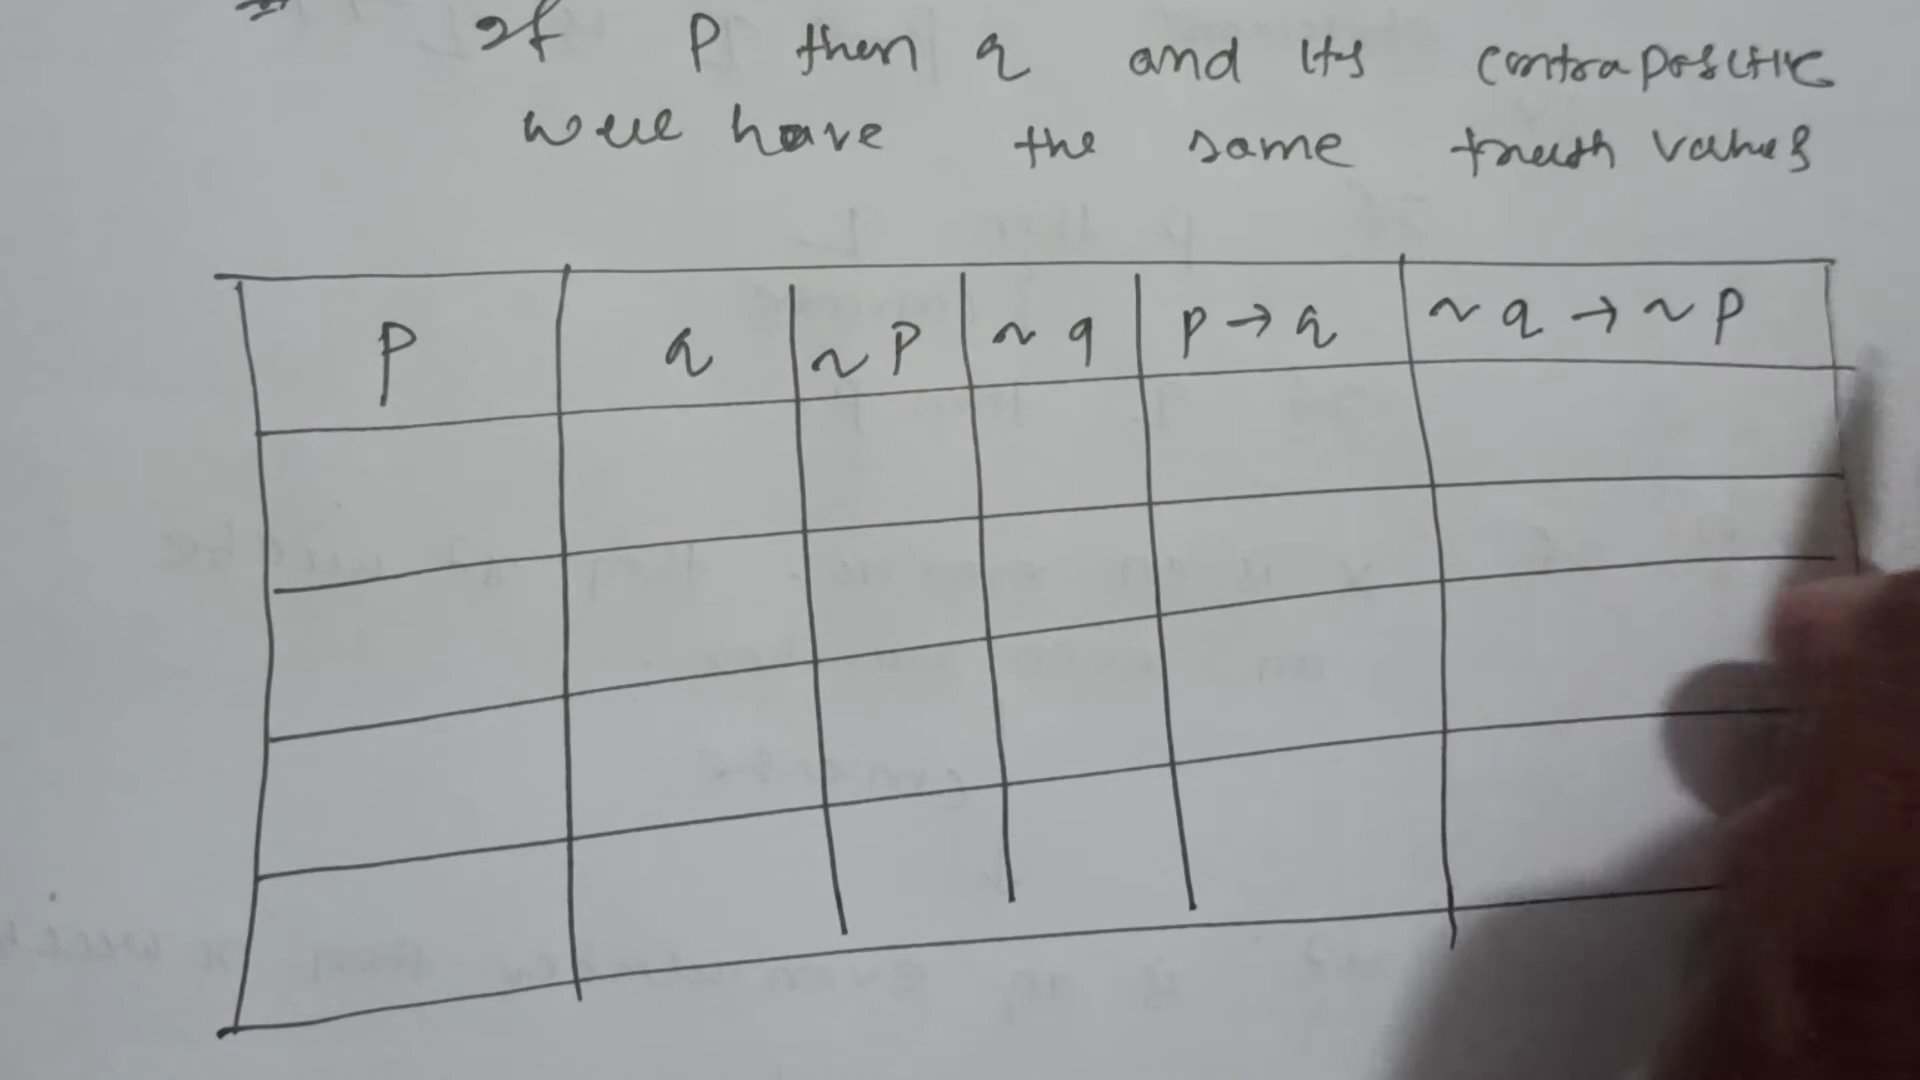 If P then q and its contrapositive
will have the same truth values
P q ~P ~q p→q ~q→~p